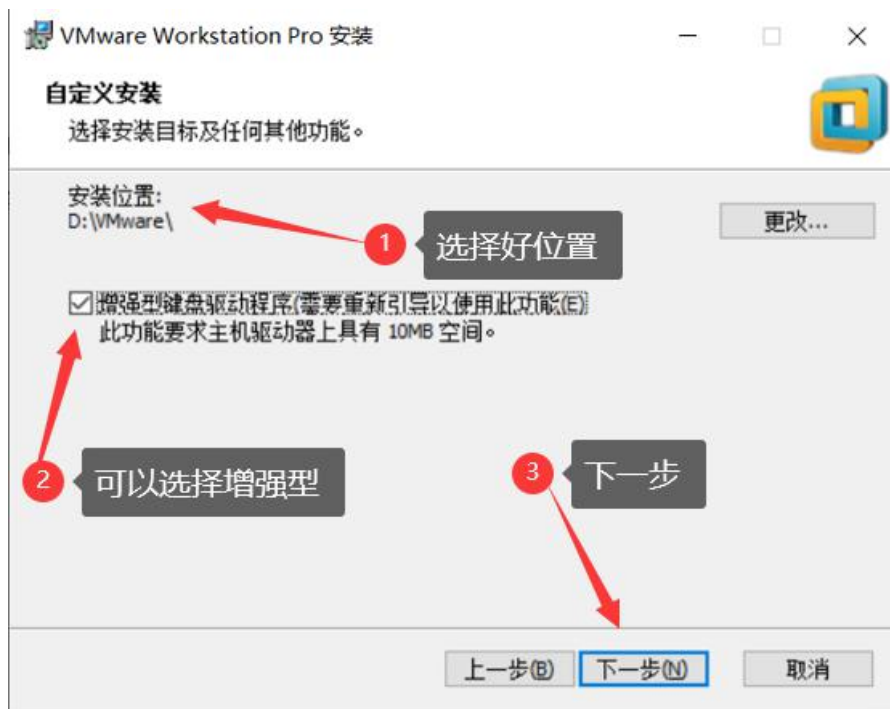 VMware Workstation Pro 安装
自定义安装
选择安装目标及任何其他功能。
安装位置:
D:\VMware\
更改...
1 选择好位置
增强型键盘驱动程序(需要重新引导以使用此功能(E)
此功能要求主机驱动器上具有 10MB 空间。
2 可以选择增强型
3 下一步
上一步(B) 下一步(N) 取消